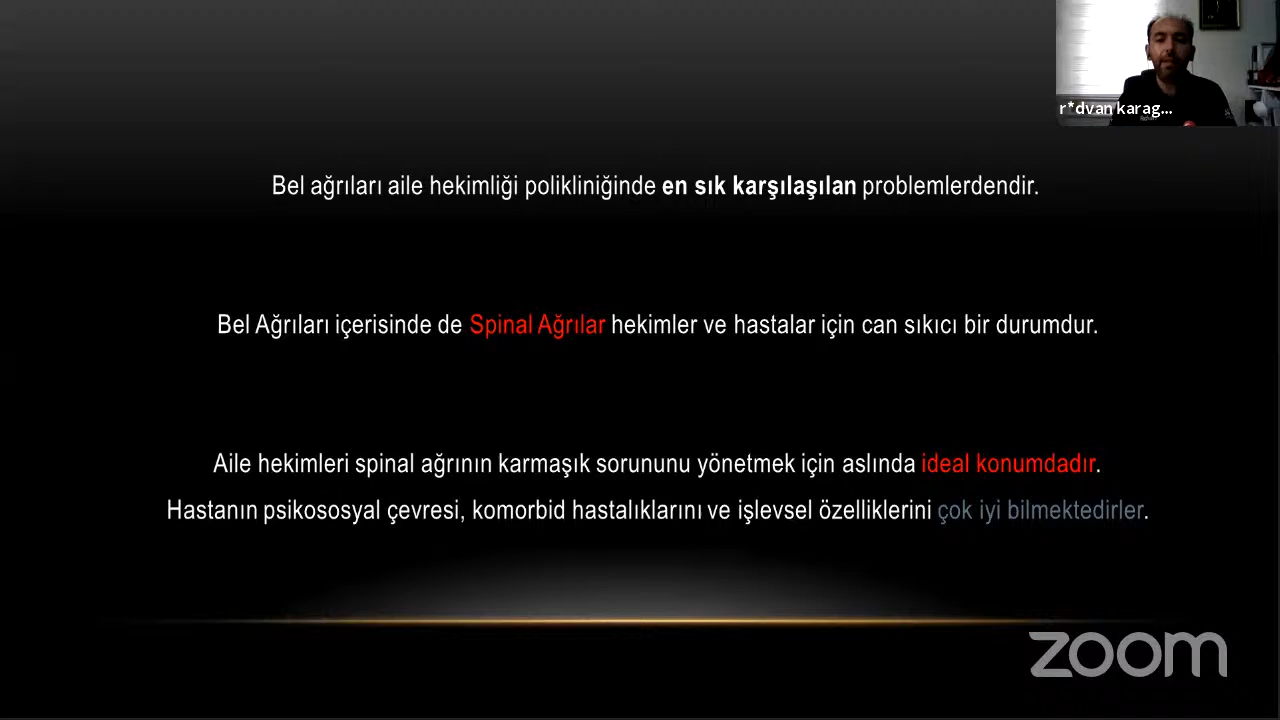 r*dvan karag...
Bel ağrıları aile hekimliği polikliniğinde en sık karşılaşılan problemlerdendir.
Bel Ağrıları içerisinde de Spinal Ağrılar hekimler ve hastalar için can sıkıcı bir durumdur.
Aile hekimleri spinal ağrının karmaşık sorununu yönetmek için aslında ideal konumdadır.
Hastanın psikososyal çevresi, komorbid hastalıklarını ve işlevsel özelliklerini çok iyi bilmektedirler.
zoom